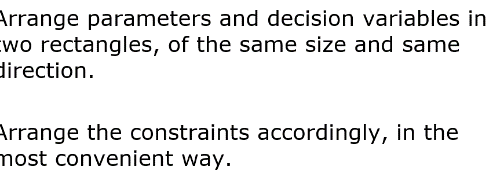 Arrange parameters and decision variables in
two rectangles, of the same size and same
direction.
Arrange the constraints accordingly, in the
most convenient way.